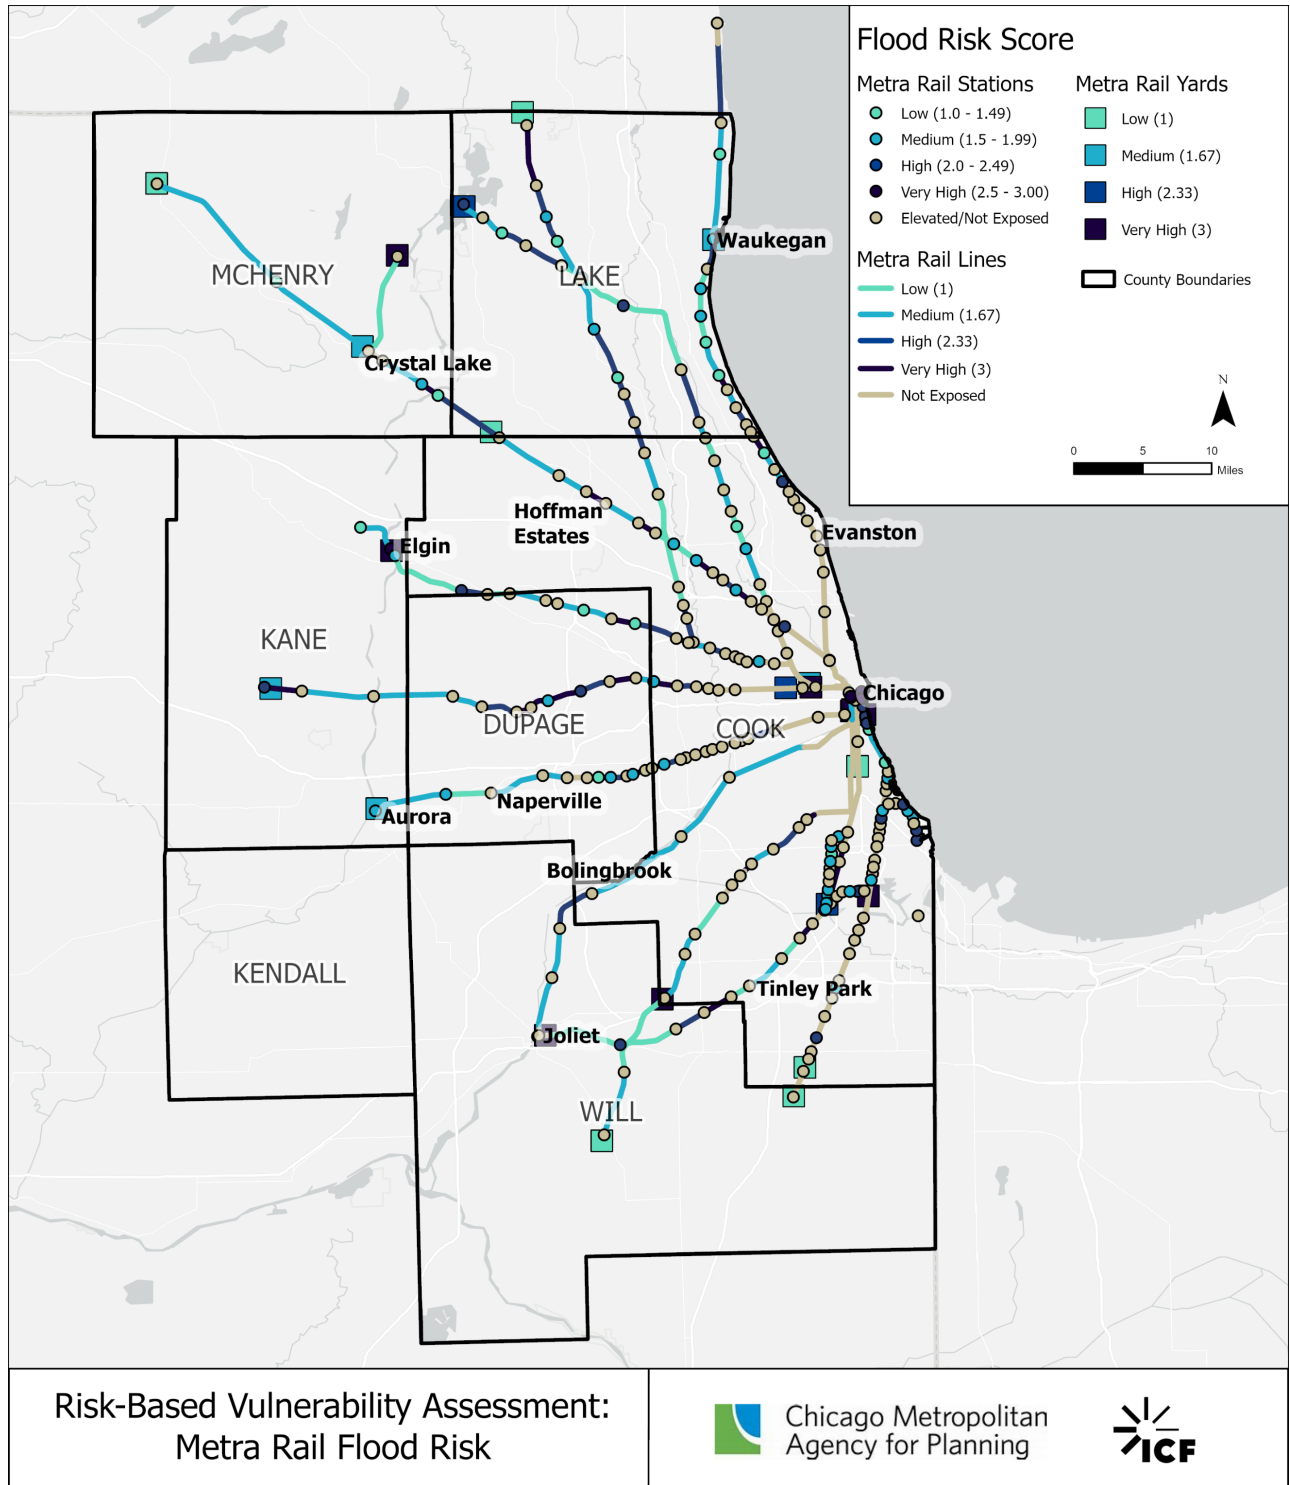 Flood Risk Score
Metra Rail Stations
Low (1.0 - 1.49)
Medium (1.5 - 1.99)
High (2.0 - 2.49)
Very High (2.5 - 3.00)
Elevated/Not Exposed
Metra Rail Lines
Low (1)
Medium (1.67)
High (2.33)
Very High (3)
Not Exposed
Metra Rail Yards
Low (1)
Medium (1.67)
High (2.33)
Very High (3)
County Boundaries
N
0 5 10
Miles
Waukegan
MCHENRY
LAKE
Crystal Lake
Hoffman
Estates
Evanston
Elgin
KANE
Chicago
DUPAGE
COOK
Naperville
Aurora
Bolingbrook
KENDALL
Tinley Park
Joliet
WILL
Risk-Based Vulnerability Assessment:
Metra Rail Flood Risk
Chicago Metropolitan
Agency for Planning
ICF